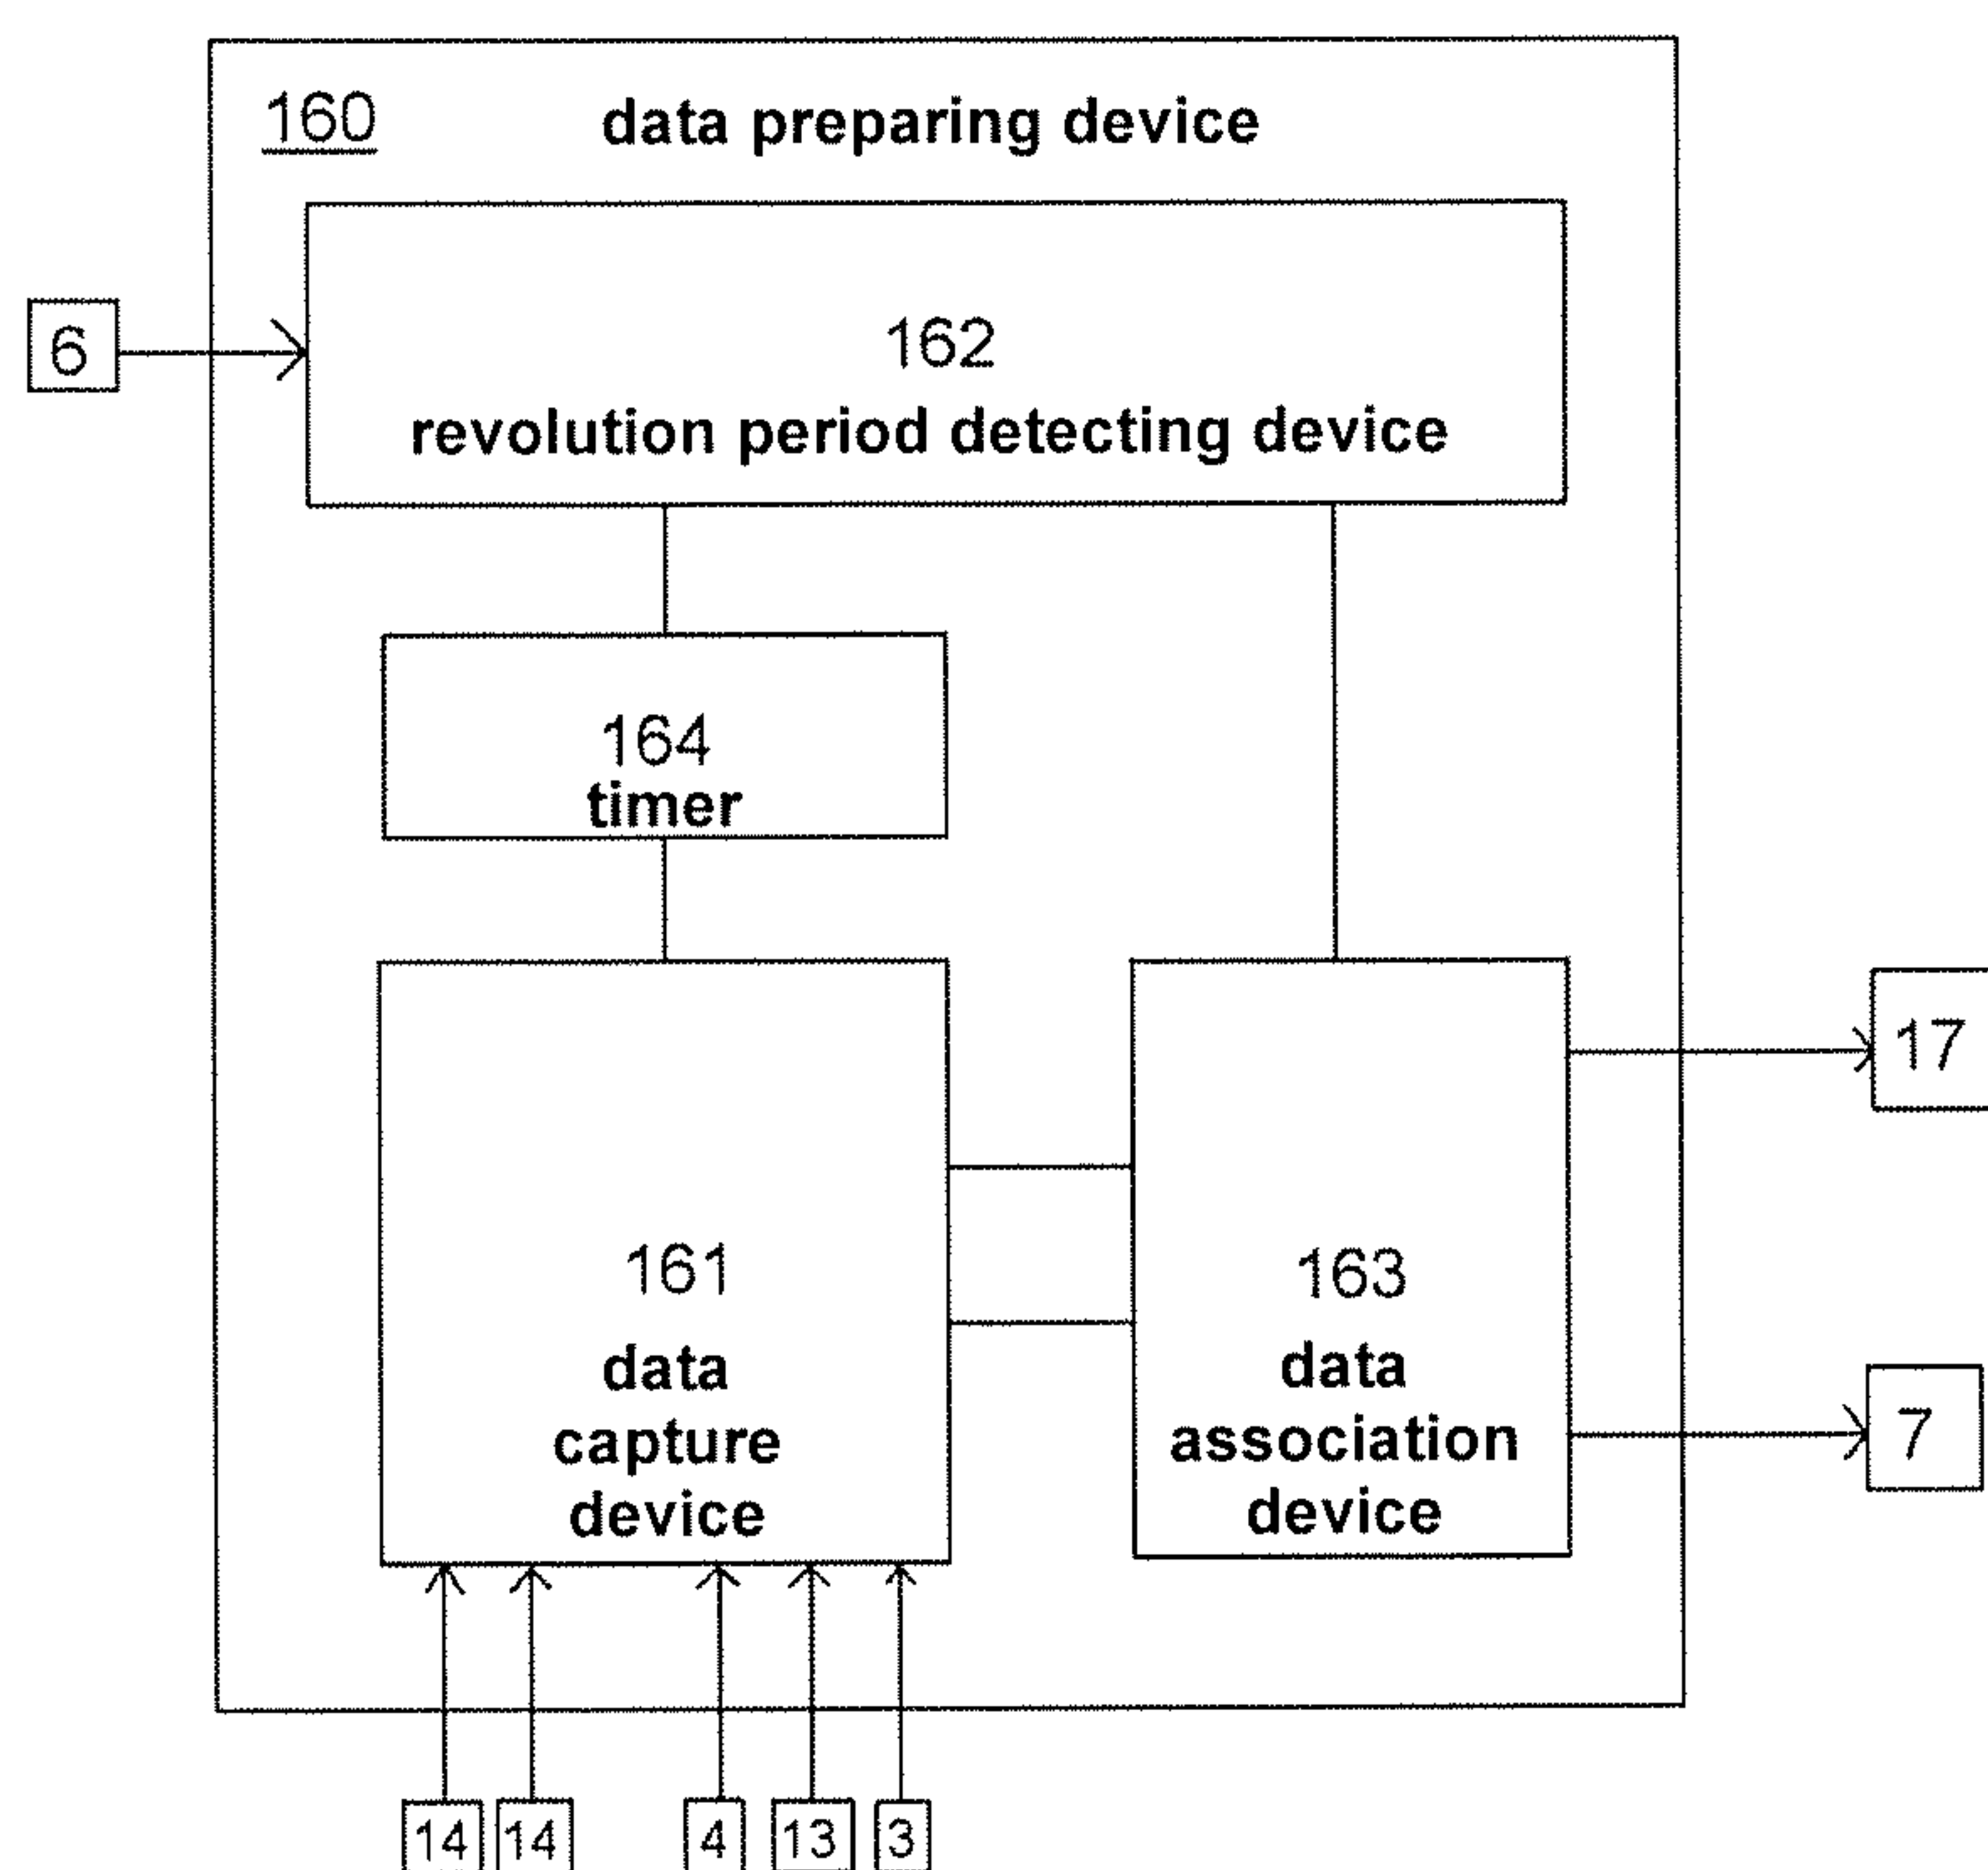 160 data preparing device
6
162
revolution period detecting device
164
timer
17
161
data
capture
device
163
data
association
device
7
14 14 4 13 3